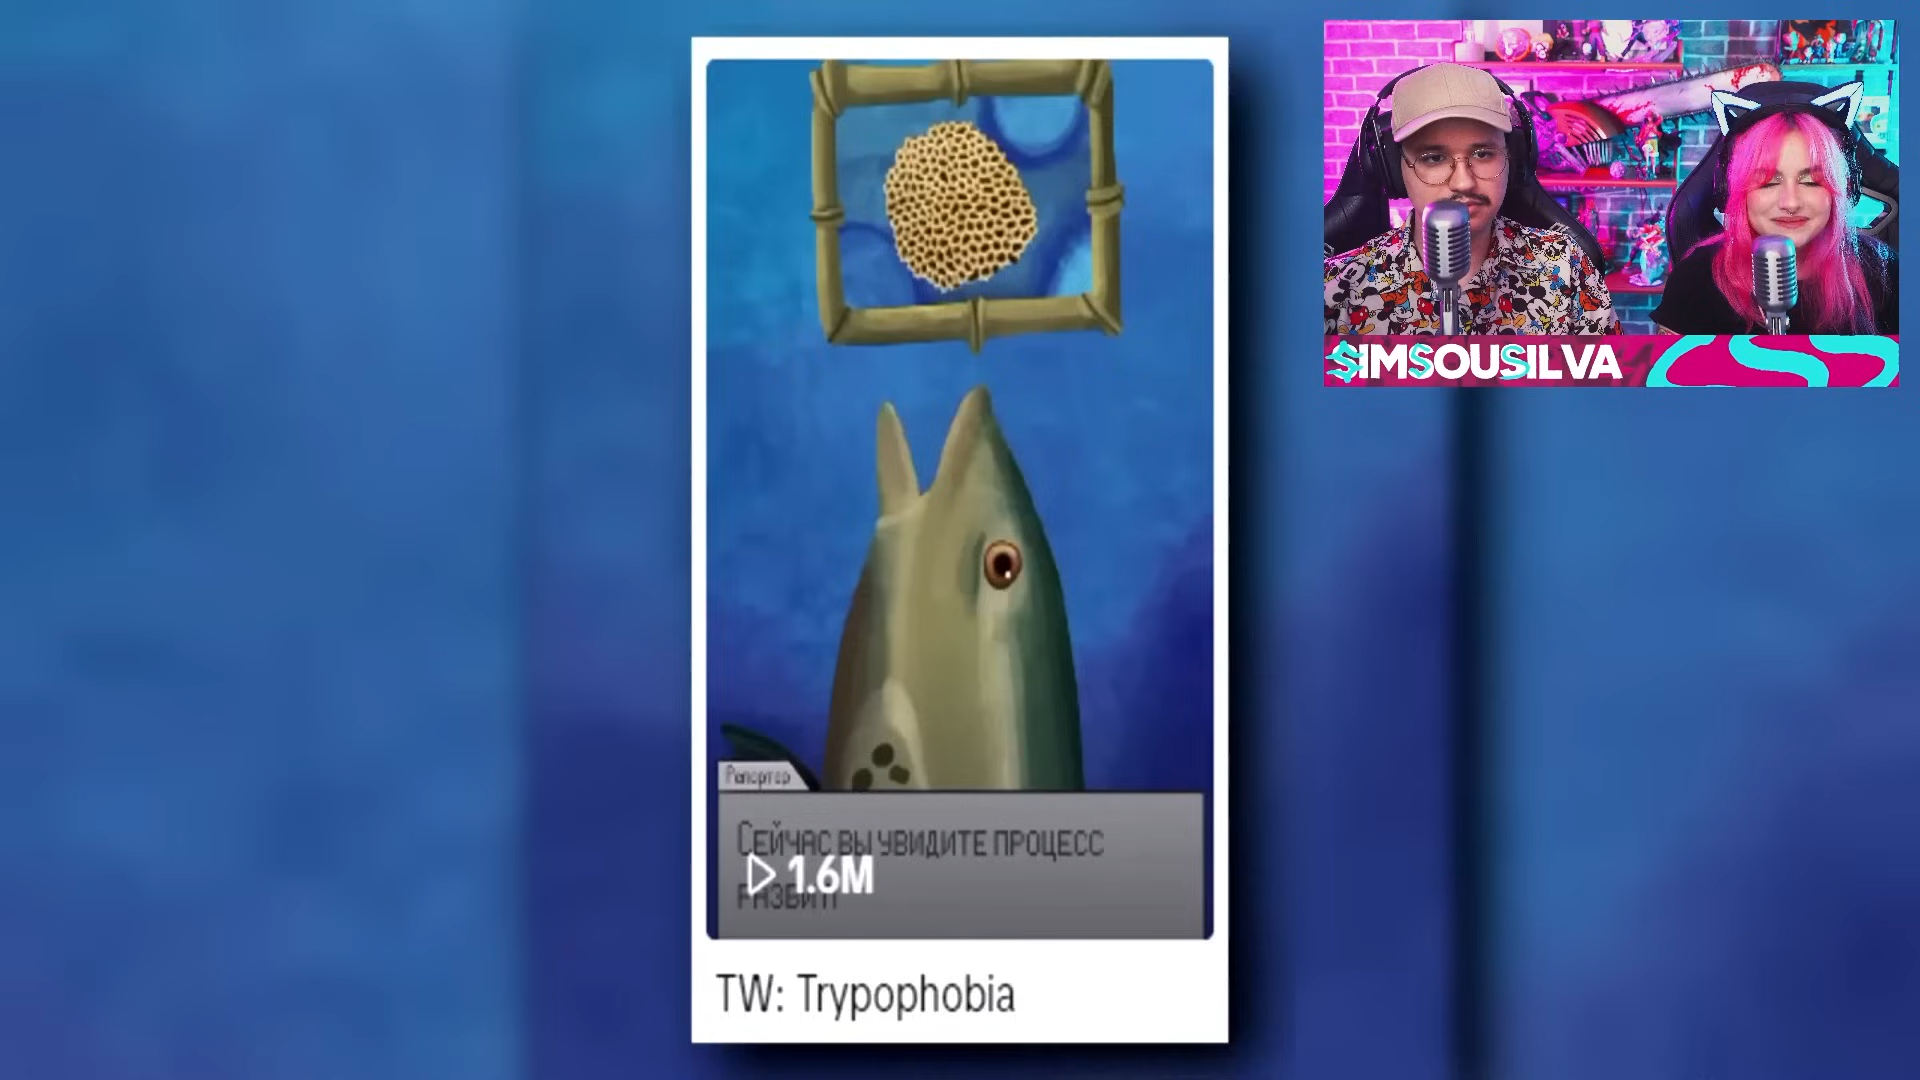 SIMSOUSILVA
Репортер
Сейчас вы увидите процесс
1.6M
TW: Trypophobia